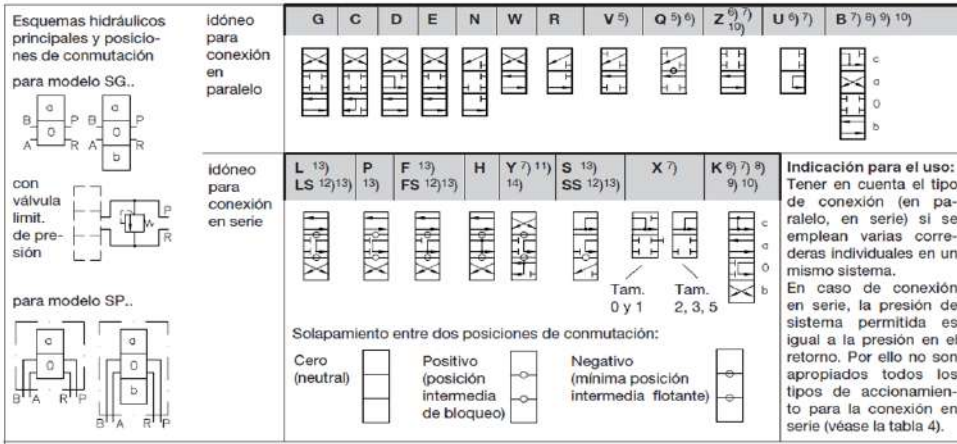 Esquemas hidráulicos
principales y posicio-
nes de conmutación
para modelo SG..
a
B 0 P
A R
a
B 0 P
A R
b
con
válvula
limit.
de pre-
sión
P
R
para modelo SP..
a
0
B A R P
a
0
b
B A R P
idóneo
para
conexión
en
paralelo
G C D E N W R V 5) Q 5) 6) Z 6) 7) 10) U 6) 7) B 7) 8) 9) 10)
c
a
0
b
idóneo
para
conexión
en serie
L 13) P F 13) H Y 7) 11) S 13) X 7) K 6) 7) 8)
LS 12)13) 13) FS 12)13) 14) SS 12)13) 9) 10)
c
a
0
b
Tam. Tam.
0 y 1 2, 3, 5
Solapamiento entre dos posiciones de conmutación:
Cero
(neutral)
Positivo
(posición
intermedia
de bloqueo)
Negativo
(mínima posición
intermedia flotante)
Indicación para el uso:
Tener en cuenta el tipo
de conexión (en pa-
ralelo, en serie) si se
emplean varias corre-
deras individuales en un
mismo sistema.
En caso de conexión
en serie, la presión de
sistema permitida es
igual a la presión en el
retorno. Por ello no son
apropiados todos los
tipos de accionamien-
to para la conexión en
serie (véase la tabla 4).